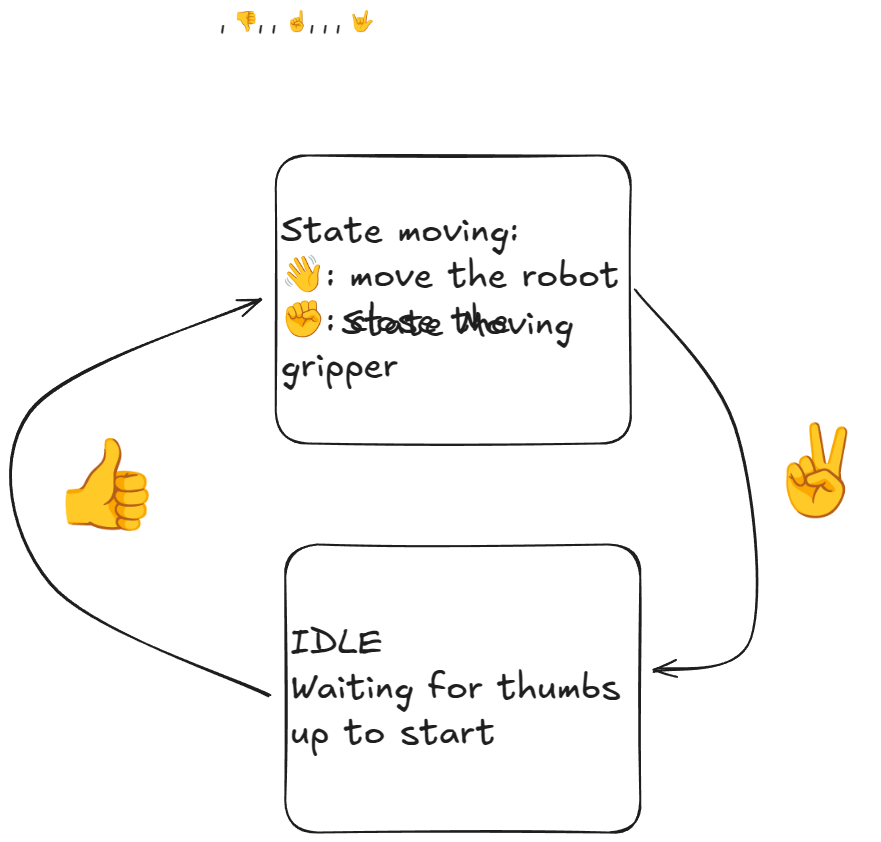 , 👎, , ☝, , , 🤟
State moving:
👋: move the robot
✊: close the
State Moving
gripper
👍
✌
IDLE
Waiting for thumbs
up to start